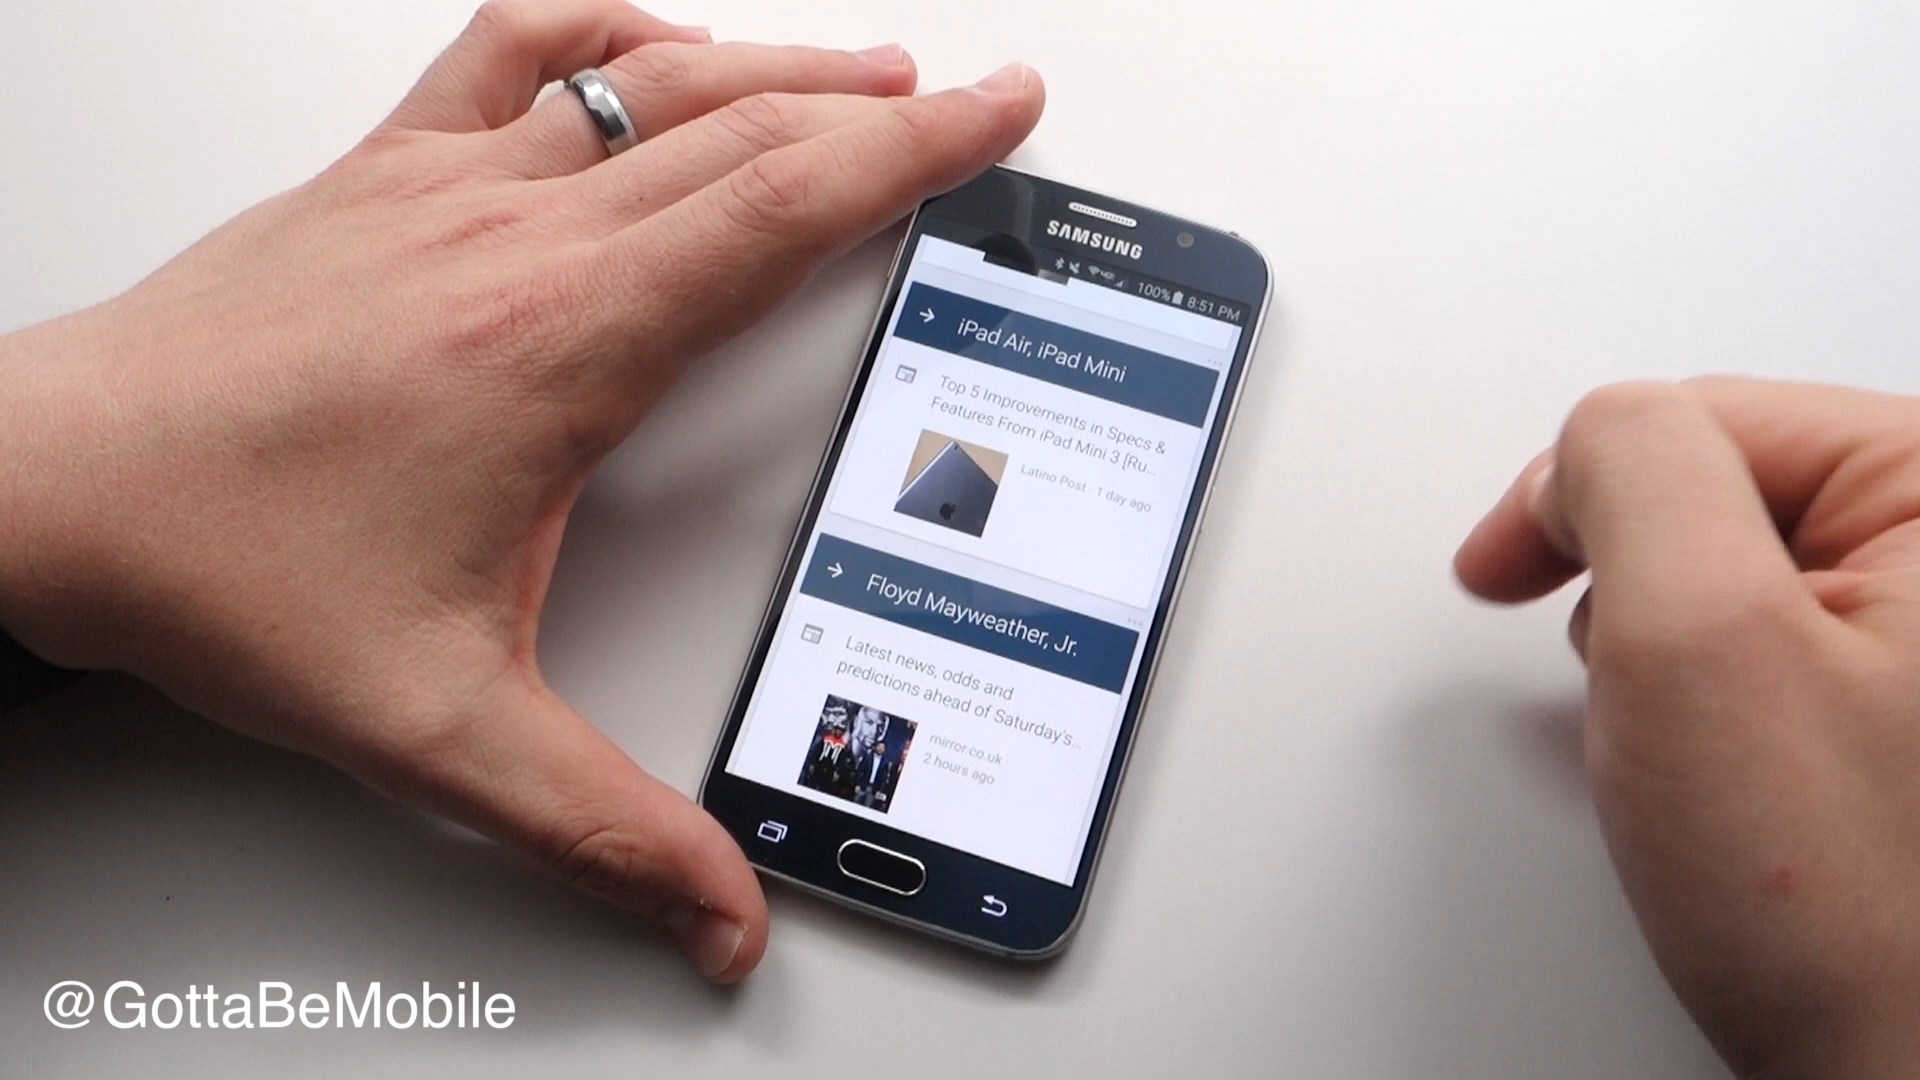 SAMSUNG
100% 8:51 PM
iPad Air, iPad Mini
Top 5 Improvements in Specs &
Features From iPad Mini 3 [Ru...
Latino Post · 1 day ago
Floyd Mayweather, Jr.
Latest news, odds and
predictions ahead of Saturday's...
mirror.co.uk ·
2 hours ago
@GottaBeMobile